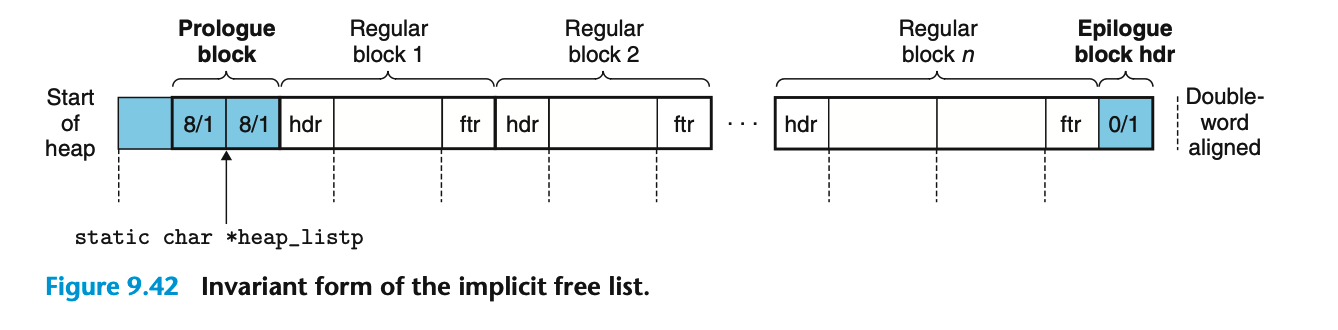 Prologue
block
Regular
block 1
Regular
block 2
Regular
block n
Epilogue
block hdr
Start
of
heap
8/1 8/1 hdr ftr hdr ftr · · · hdr ftr 0/1
Double-
word
aligned
static char *heap_listp
Figure 9.42 Invariant form of the implicit free list.